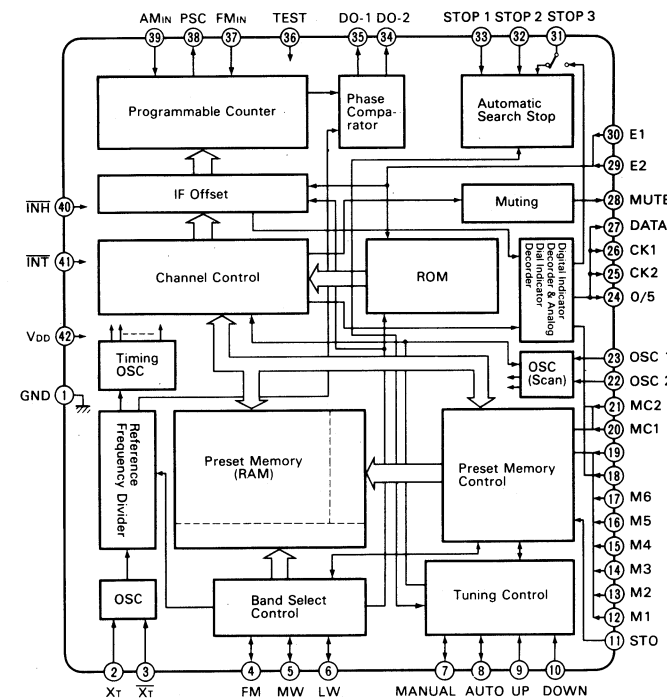 AMIN PSC FMIN TEST DO-1 DO-2 STOP 1 STOP 2 STOP 3
39 38 37 36 35 34 33 32 31
Programmable Counter
Phase
Compa-
rator
Automatic
Search Stop
30 E1
29 E2
IF Offset
Muting
28 MUTE
INH 40
27 DATA
26 CK1
25 CK2
24 0/5
INT 41
Channel Control
ROM
Digital Indicator
Decorder & Analog
Dial Indicator
Decorder
VDD 42
Timing
OSC
OSC
(Scan)
23 OSC 1
22 OSC 2
GND 1
21 MC2
20 MC1
19
18
Reference
Frequency Divider
Preset Memory
(RAM)
Preset Memory
Control
17 M6
16 M5
15 M4
14 M3
13 M2
12 M1
11 STO
OSC
Band Select
Control
Tuning Control
2 3 4 5 6 7 8 9 10
XT XT FM MW LW MANUAL AUTO UP DOWN